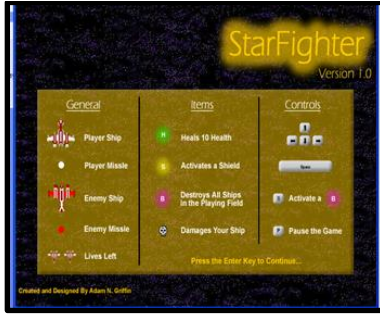 StarFighter
Version 1.0
General
Items
Controls
Player Ship
H
Heals 10 Health
Player Missle
S
Activates a Shield
Space
Enemy Ship
B
Destroys All Ships
in the Playing Field
Activate a
B
Enemy Missle
Damages Your Ship
P
Pause the Game
Lives Left
Press the Enter Key to Continue...
Created and Designed By Adam N. Griffin